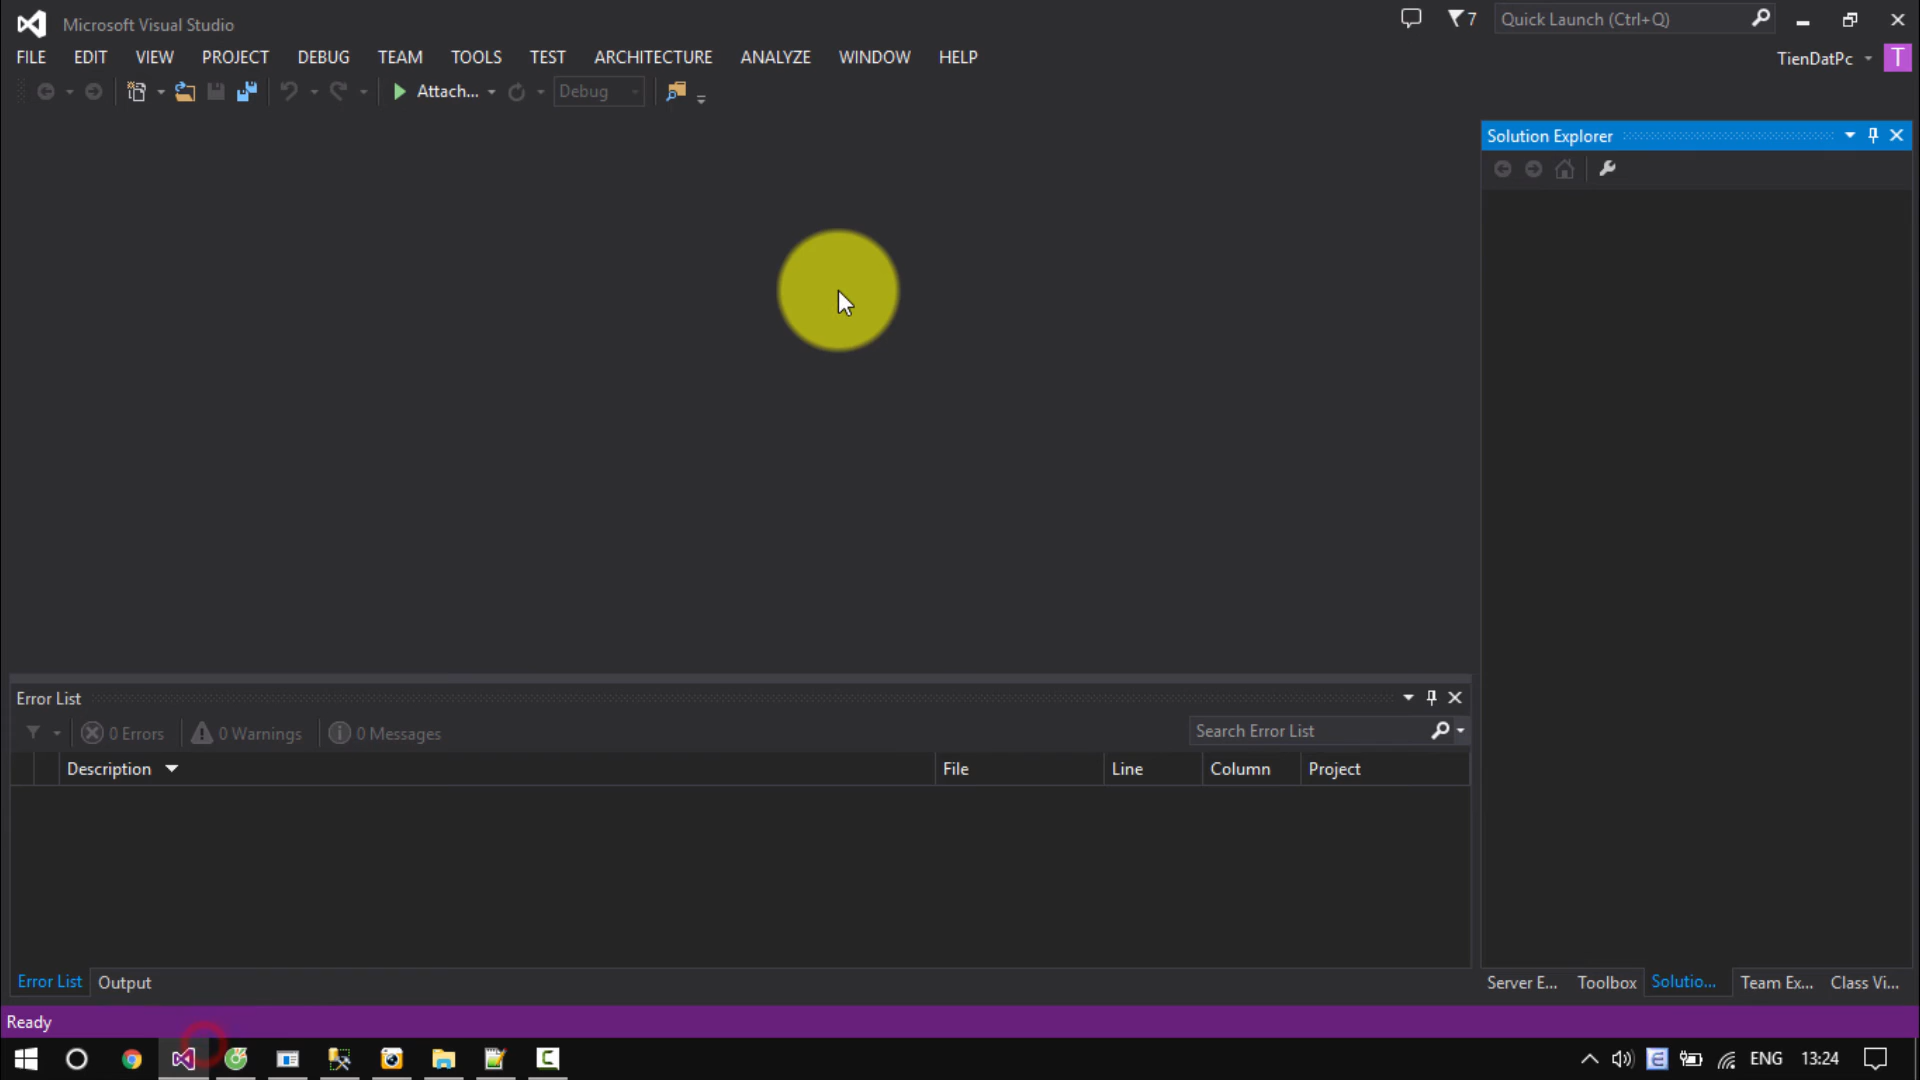 Microsoft Visual Studio
7
Quick Launch (Ctrl+Q)
FILE EDIT VIEW PROJECT DEBUG TEAM TOOLS TEST ARCHITECTURE ANALYZE WINDOW HELP
TienDatPc
T
Attach...
Debug
Solution Explorer
Error List
0 Errors
0 Warnings
0 Messages
Search Error List
Description
File
Line
Column
Project
Error List
Output
Server E...
Toolbox
Solutio...
Team Ex...
Class Vi...
Ready
ENG
13:24